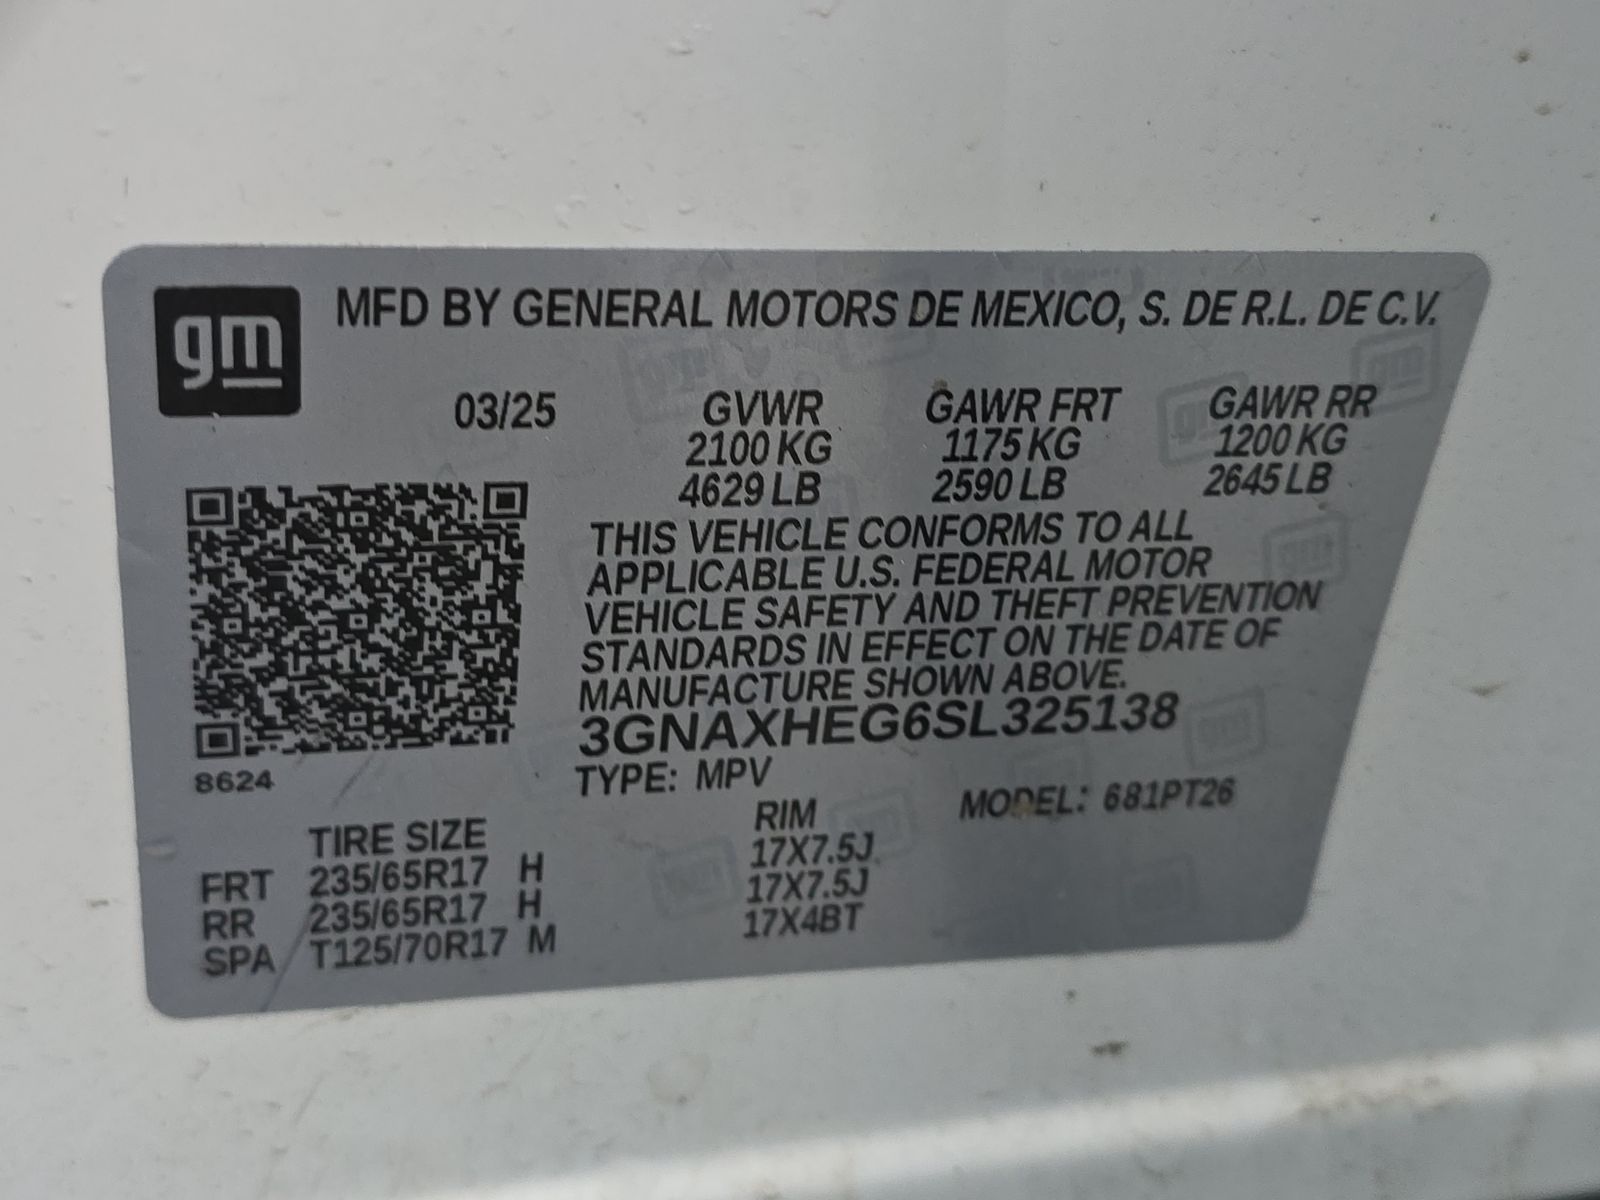 gm
MFD BY GENERAL MOTORS DE MEXICO, S. DE R.L. DE C.V.
03/25 GVWR GAWR FRT GAWR RR
2100 KG 1175 KG 1200 KG
4629 LB 2590 LB 2645 LB
THIS VEHICLE CONFORMS TO ALL
APPLICABLE U.S. FEDERAL MOTOR
VEHICLE SAFETY AND THEFT PREVENTION
STANDARDS IN EFFECT ON THE DATE OF
MANUFACTURE SHOWN ABOVE.
3GNAXHEG6SL325138
8624
TYPE: MPV MODEL: 681PT26
TIRE SIZE RIM
FRT 235/65R17 H 17X7.5J
RR 235/65R17 H 17X7.5J
SPA T125/70R17 M 17X4BT